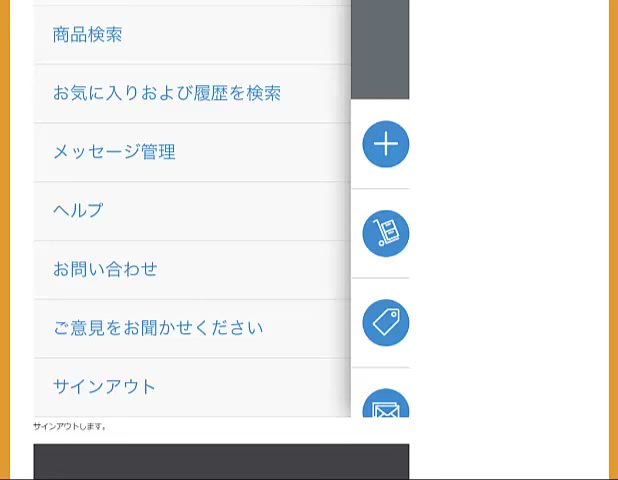 商品検索
お気に入りおよび履歴を検索
メッセージ管理
ヘルプ
お問い合わせ
ご意見をお聞かせください
サインアウト
サインアウトします。